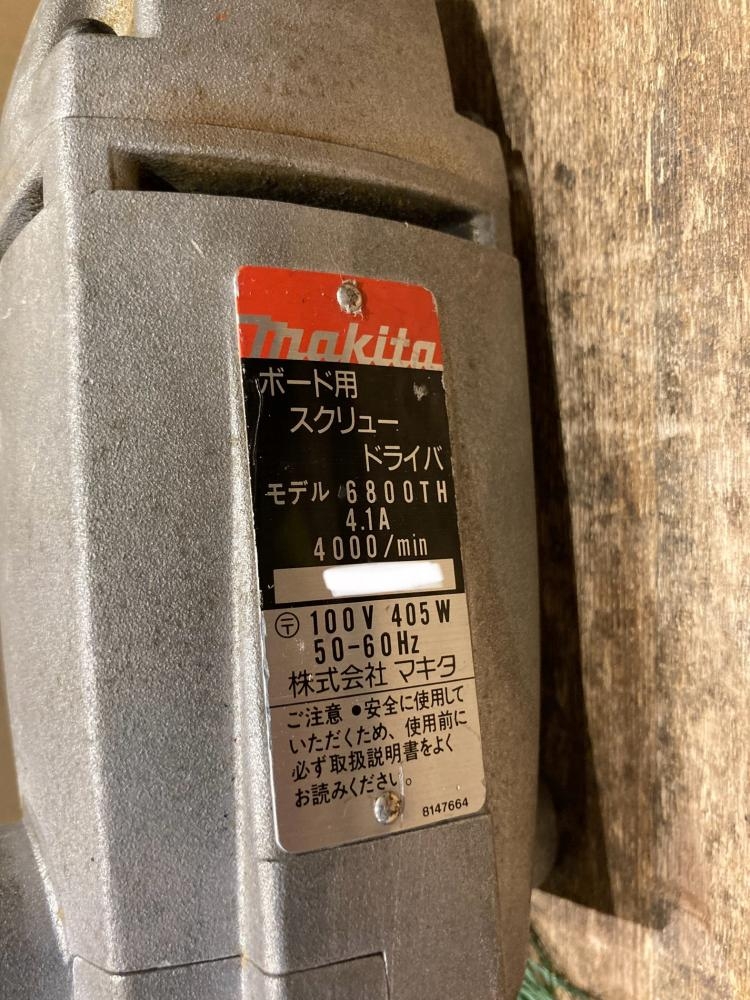 makita
ボード用
スクリュー
ドライバ
モデル 6800TH
4.1A
4000/min
〒 100V 405W
50-60Hz
株式会社 マキタ
ご注意 ●安全に使用して
いただくため、使用前に
必ず取扱説明書をよく
お読みください。
8147664